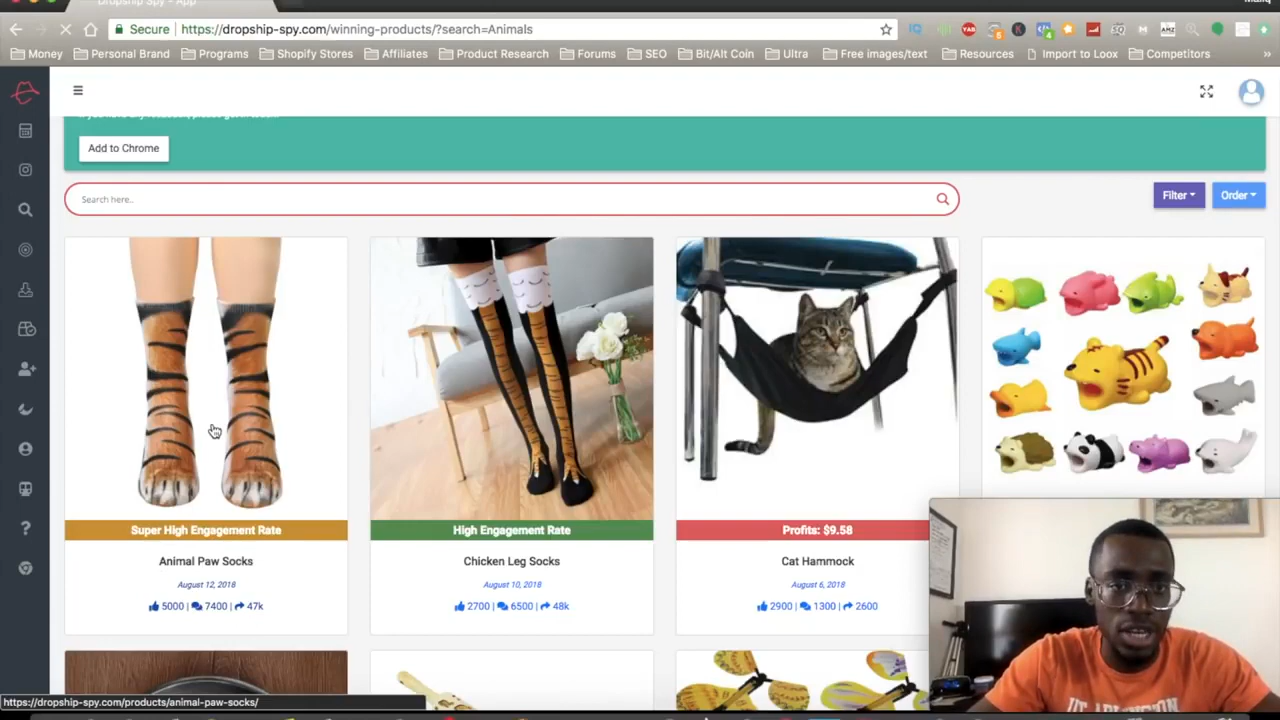 Dropship Spy - App
Maliq
Secure | https://dropship-spy.com/winning-products/?search=Animals
Money Personal Brand Programs Shopify Stores Affiliates Product Research Forums SEO Bit/Alt Coin Ultra Free images/text Resources Import to Loox Competitors »
Add to Chrome
Search here..
Filter
Order
Super High Engagement Rate
Animal Paw Socks
August 12, 2018
5000 | 7400 | 47k
High Engagement Rate
Chicken Leg Socks
August 10, 2018
2700 | 6500 | 48k
Profits: $9.58
Cat Hammock
August 6, 2018
2900 | 1300 | 2600
https://dropship-spy.com/products/animal-paw-socks/